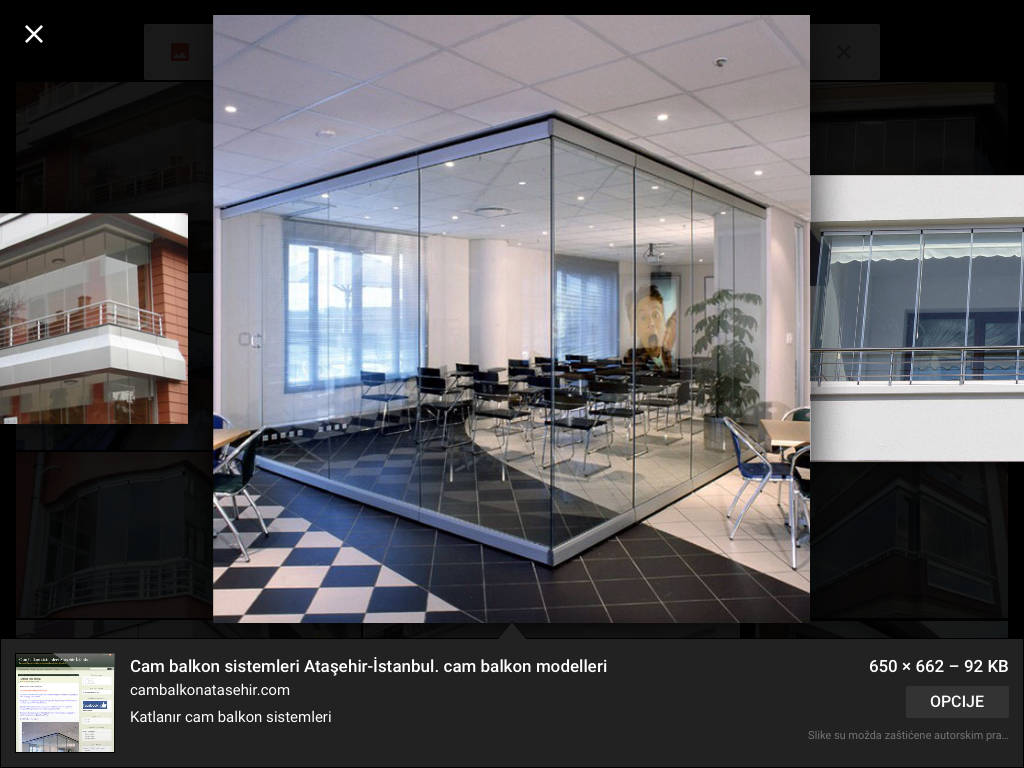 Cam balkon sistemleri Ataşehir-İstanbul. cam balkon modelleri
650 × 662 – 92 KB
cambalkonatasehir.com
OPCIJE
Katlanır cam balkon sistemleri
Slike su možda zaštićene autorskim pra...